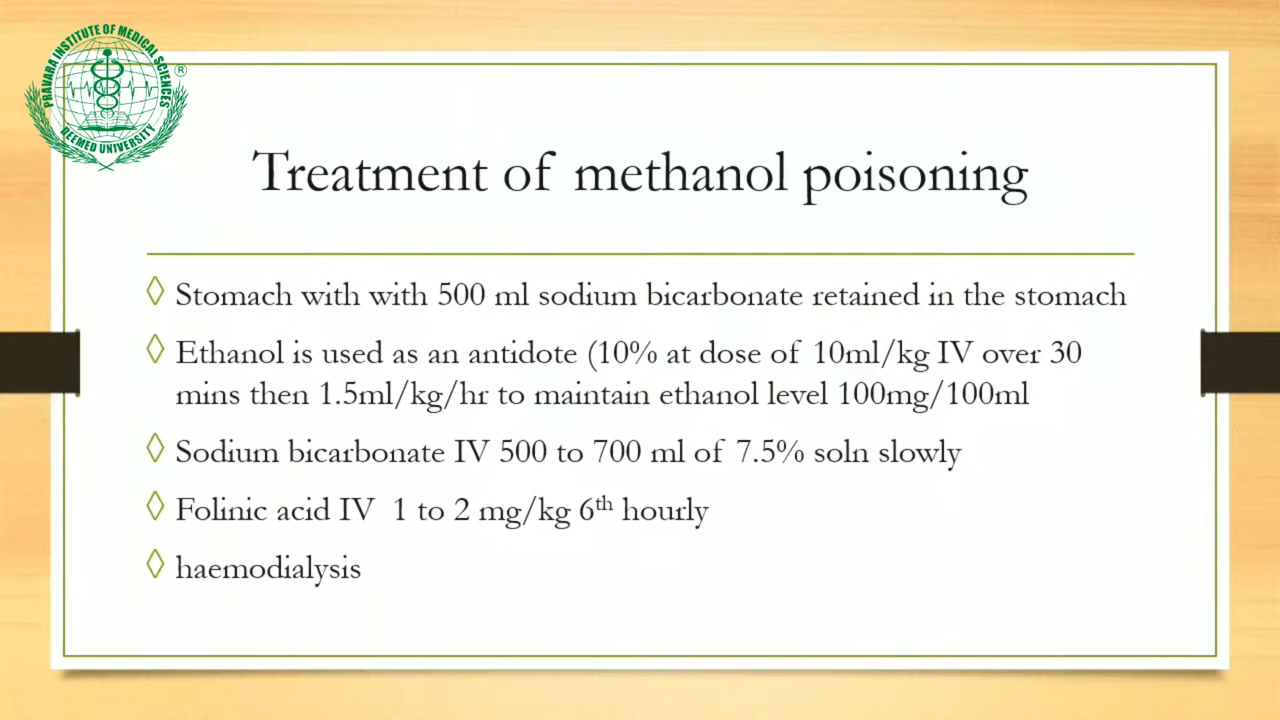 PRAVARA INSTITUTE OF MEDICAL SCIENCES
®
DEEMED UNIVERSITY
Treatment of methanol poisoning
◊ Stomach with with 500 ml sodium bicarbonate retained in the stomach
◊ Ethanol is used as an antidote (10% at dose of 10ml/kg IV over 30
mins then 1.5ml/kg/hr to maintain ethanol level 100mg/100ml
◊ Sodium bicarbonate IV 500 to 700 ml of 7.5% soln slowly
◊ Folinic acid IV 1 to 2 mg/kg 6th hourly
◊ haemodialysis